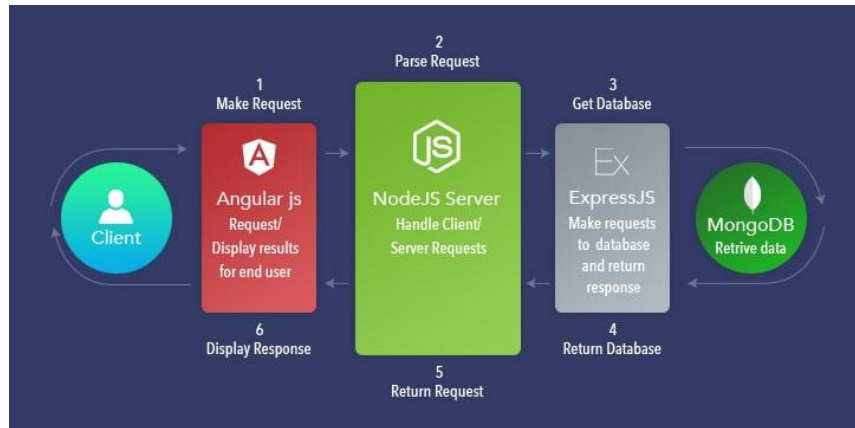 2
Parse Request
1
Make Request
3
Get Database
JS
Ex
Angular js
Request/
Display results
for end user
NodeJS Server
Handle Client/
Server Requests
ExpressJS
Make requests
to database
and return
response
Client
MongoDB
Retrive data
6
Display Response
4
Return Database
5
Return Request